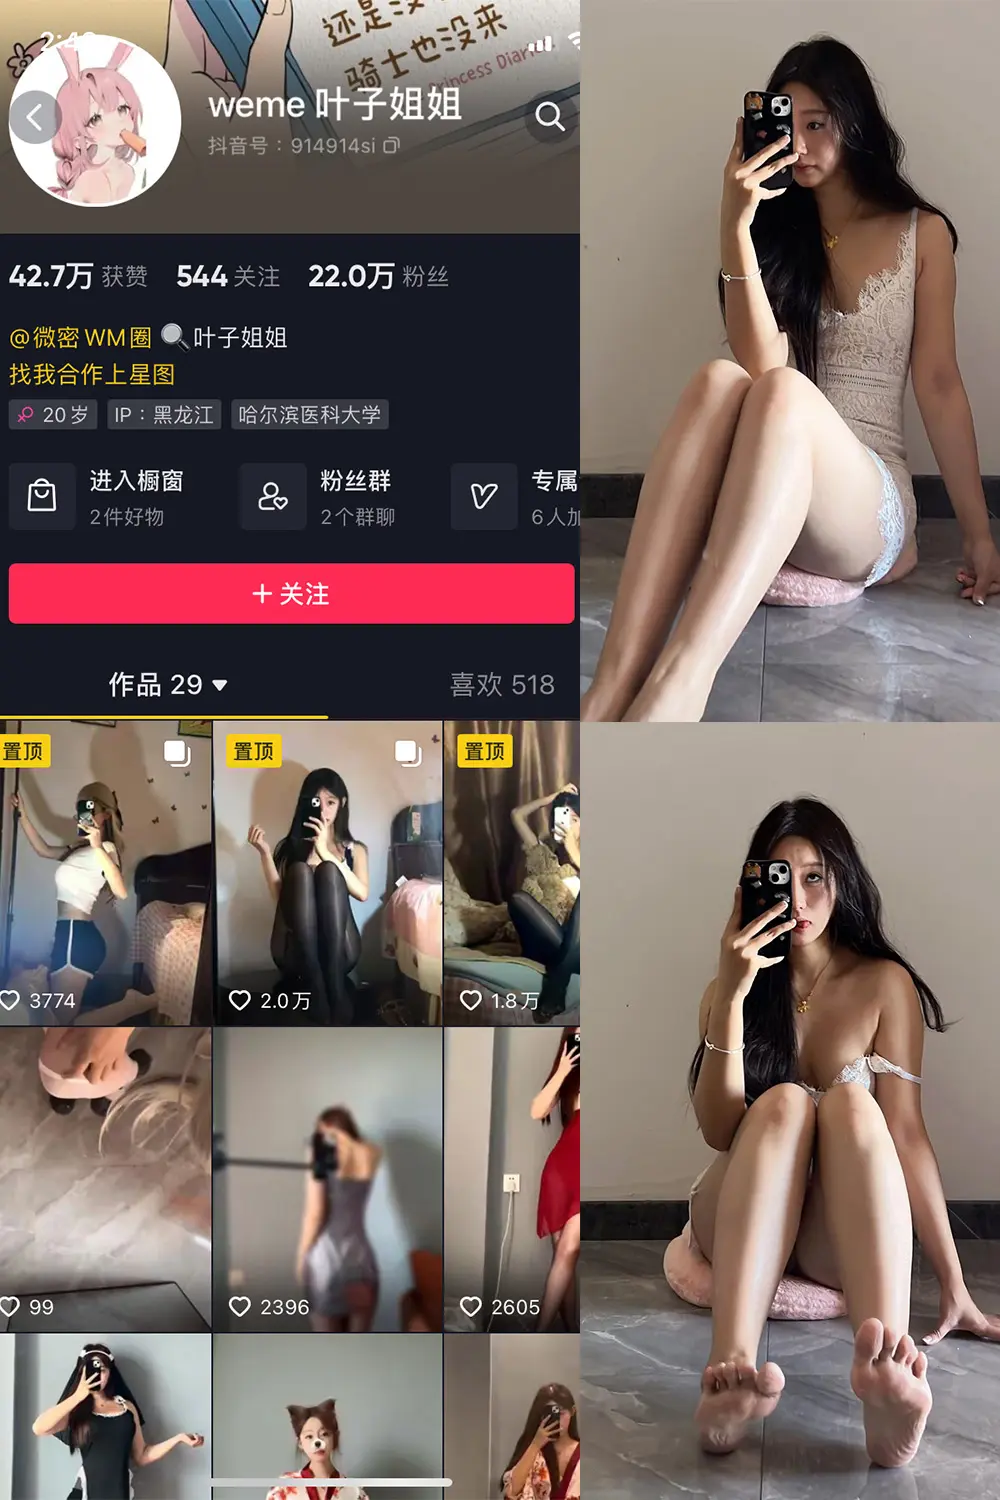 2:48
还是没
骑士也没来
Princess Diar
weme 叶子姐姐
抖音号：914914si
42.7万 获赞 544 关注 22.0万 粉丝
@微密WM圈 叶子姐姐
找我合作上星图
20岁 IP：黑龙江 哈尔滨医科大学
进入橱窗 粉丝群 专属
2件好物 2个群聊 6人加
+ 关注
作品 29 喜欢 518
置顶 置顶 置顶
3774 2.0万 1.8万
99 2396 2605